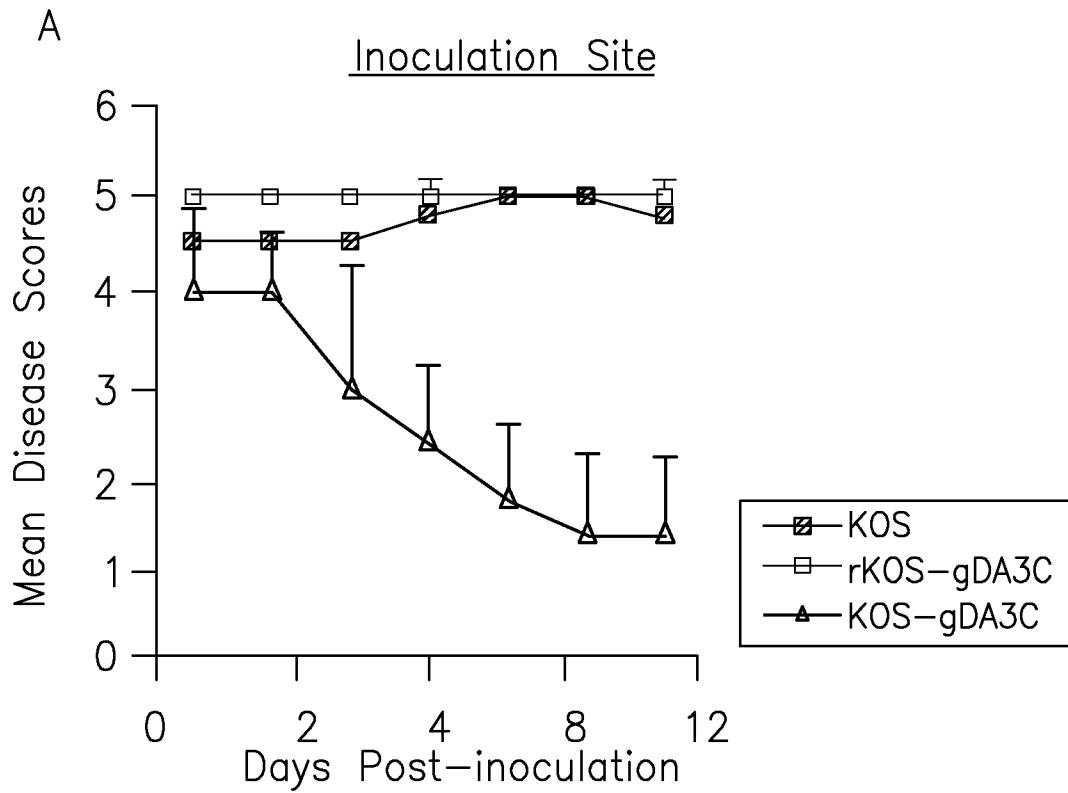 A
Inoculation Site
6
5
4
3
2
1
0
Mean Disease Scores
0 2 4 8 12
Days Post-inoculation
KOS
rKOS-gDA3C
KOS-gDA3C